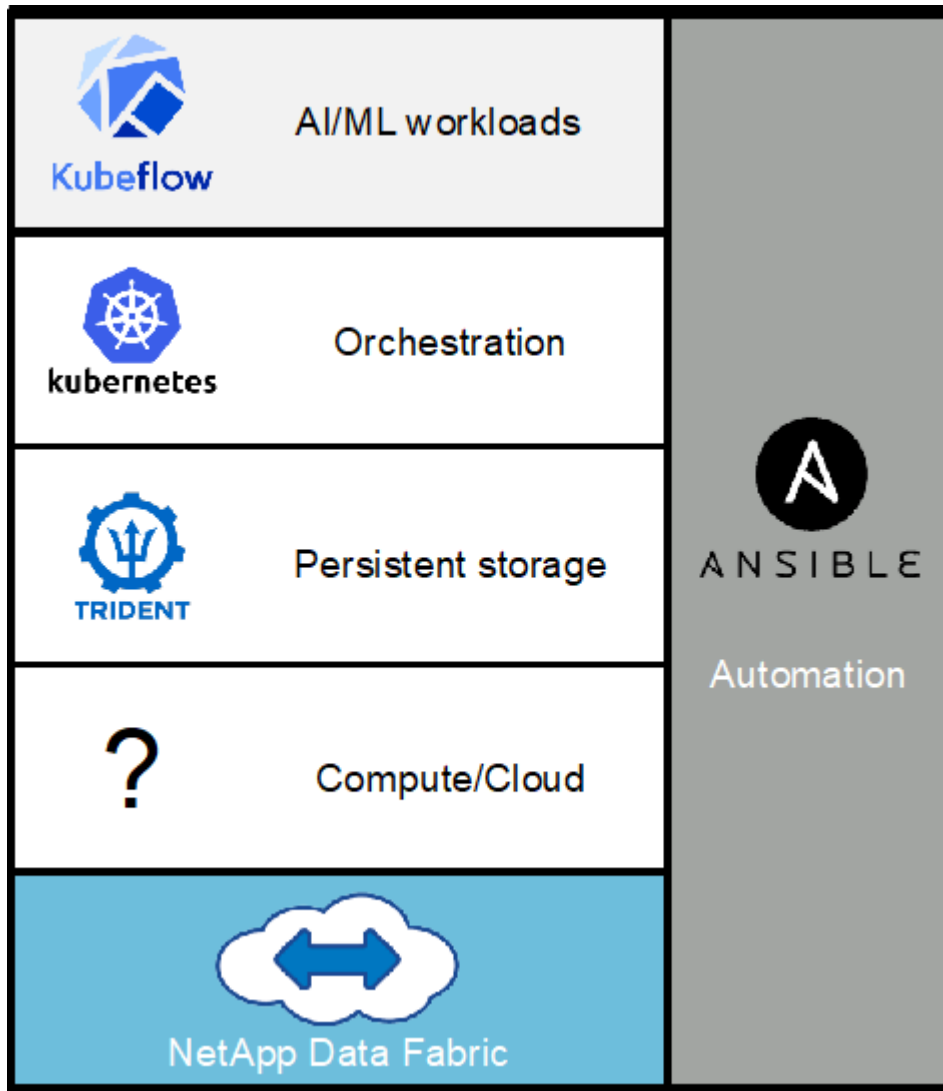 Kubeflow
AI/ML workloads
kubernetes
Orchestration
TRIDENT
Persistent storage
?
Compute/Cloud
NetApp Data Fabric
A
ANSIBLE
Automation